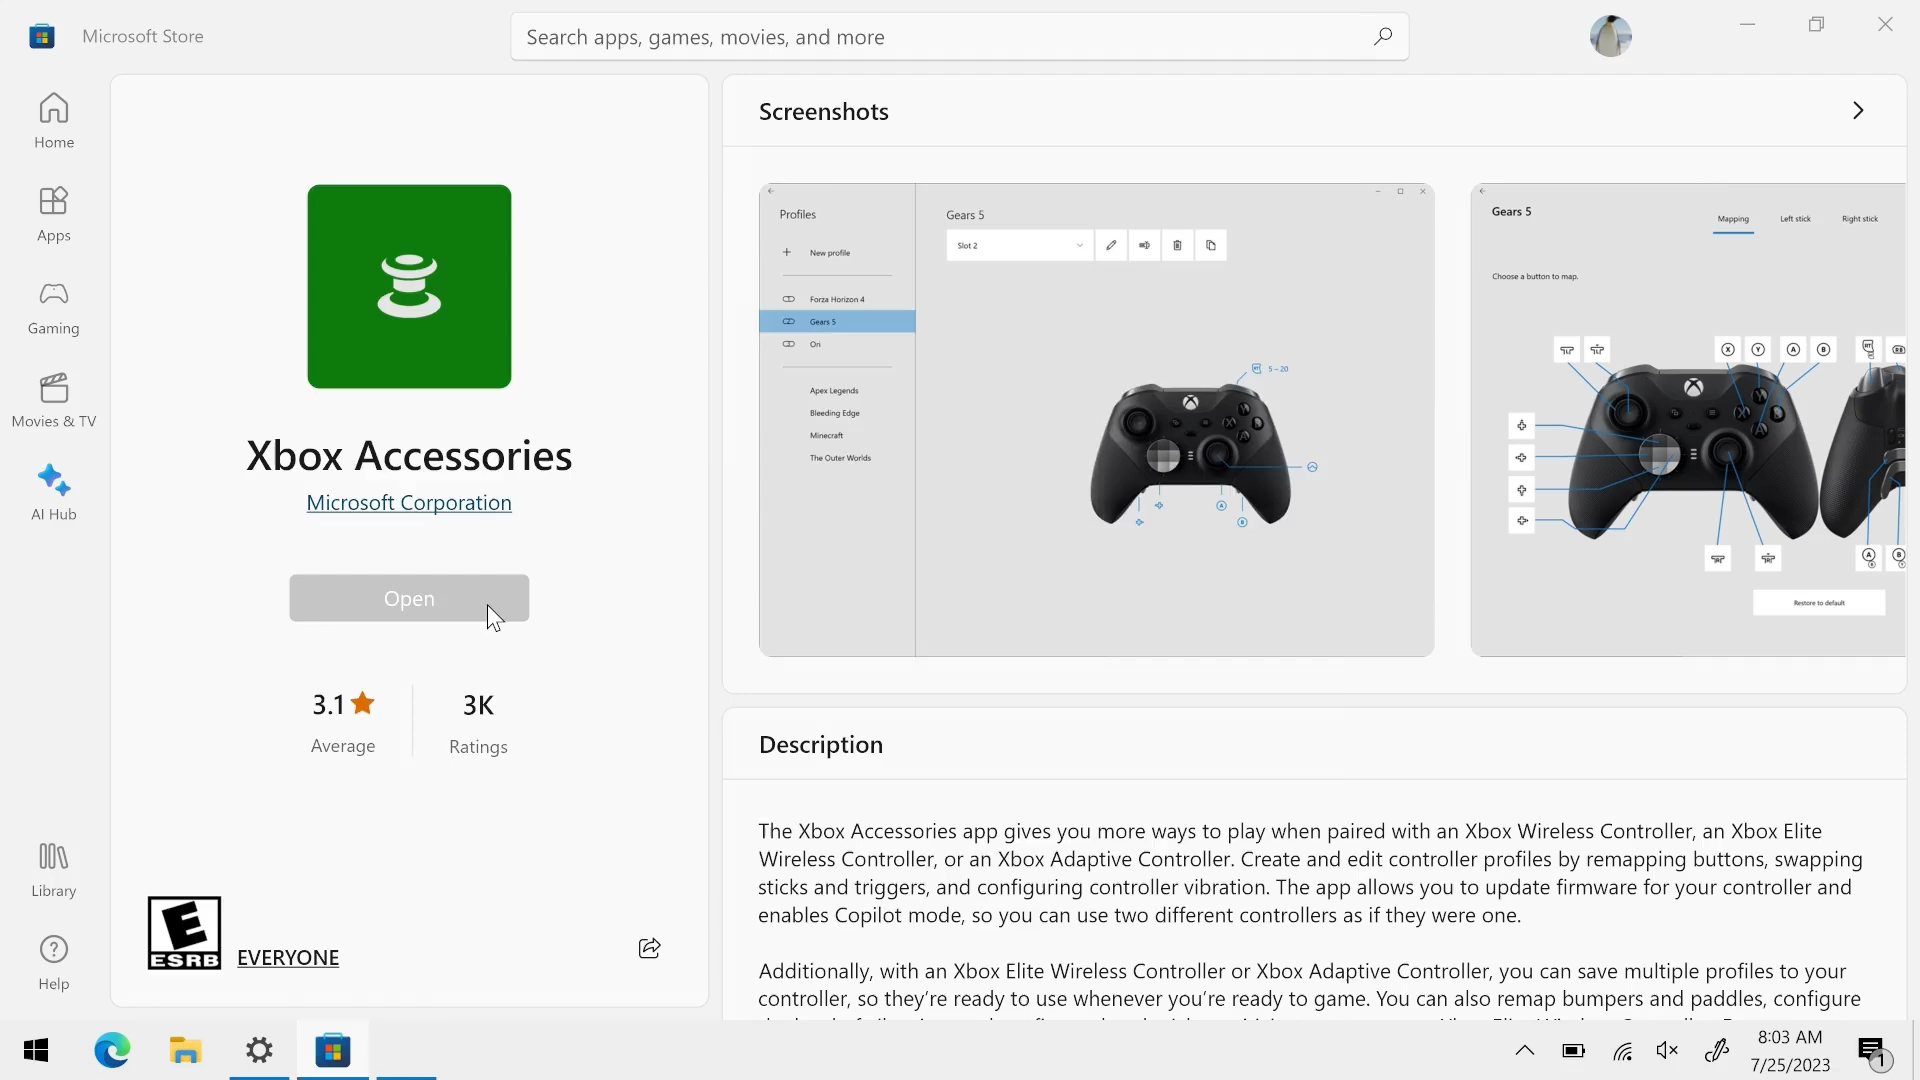 Microsoft Store
Search apps, games, movies, and more
Home
Apps
Gaming
Movies & TV
AI Hub
Library
Help
Xbox Accessories
Microsoft Corporation
Open
3.1
Average
3K
Ratings
E
ESRB
EVERYONE
Screenshots
Profiles
New profile
Forza Horizon 4
Gears 5
Ori
Apex Legends
Bleeding Edge
Minecraft
The Outer Worlds
Gears 5
Slot 2
RT 5 - 20
A
B
Gears 5
Mapping
Left stick
Right stick
Choose a button to map.
X Y A B RT RB
A B
Restore to default
Description
The Xbox Accessories app gives you more ways to play when paired with an Xbox Wireless Controller, an Xbox Elite
Wireless Controller, or an Xbox Adaptive Controller. Create and edit controller profiles by remapping buttons, swapping
sticks and triggers, and configuring controller vibration. The app allows you to update firmware for your controller and
enables Copilot mode, so you can use two different controllers as if they were one.
Additionally, with an Xbox Elite Wireless Controller or Xbox Adaptive Controller, you can save multiple profiles to your
controller, so they're ready to use whenever you're ready to game. You can also remap bumpers and paddles, configure
8:03 AM
7/25/2023
1